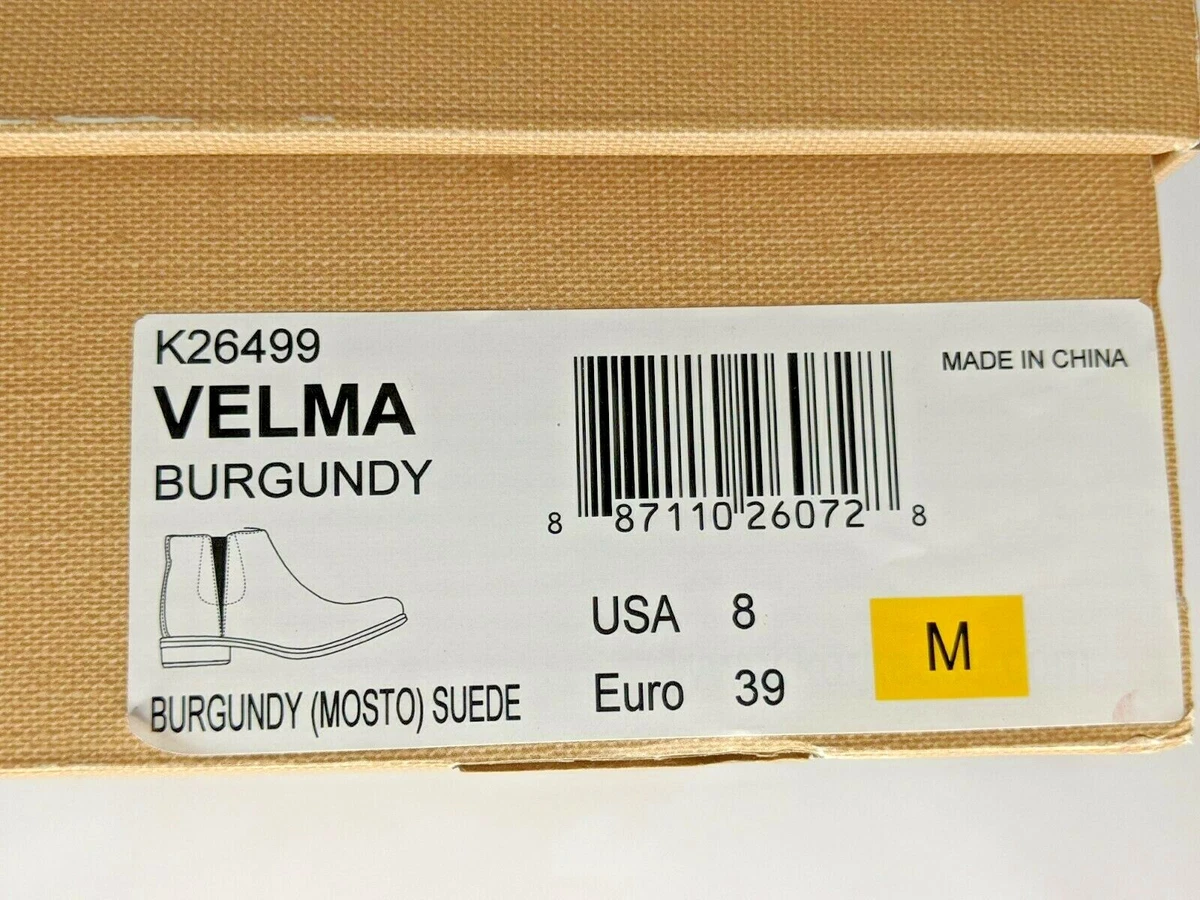 K26499
VELMA
BURGUNDY
BURGUNDY (MOSTO) SUEDE
8 87110 26072 8
MADE IN CHINA
USA 8
Euro 39
M